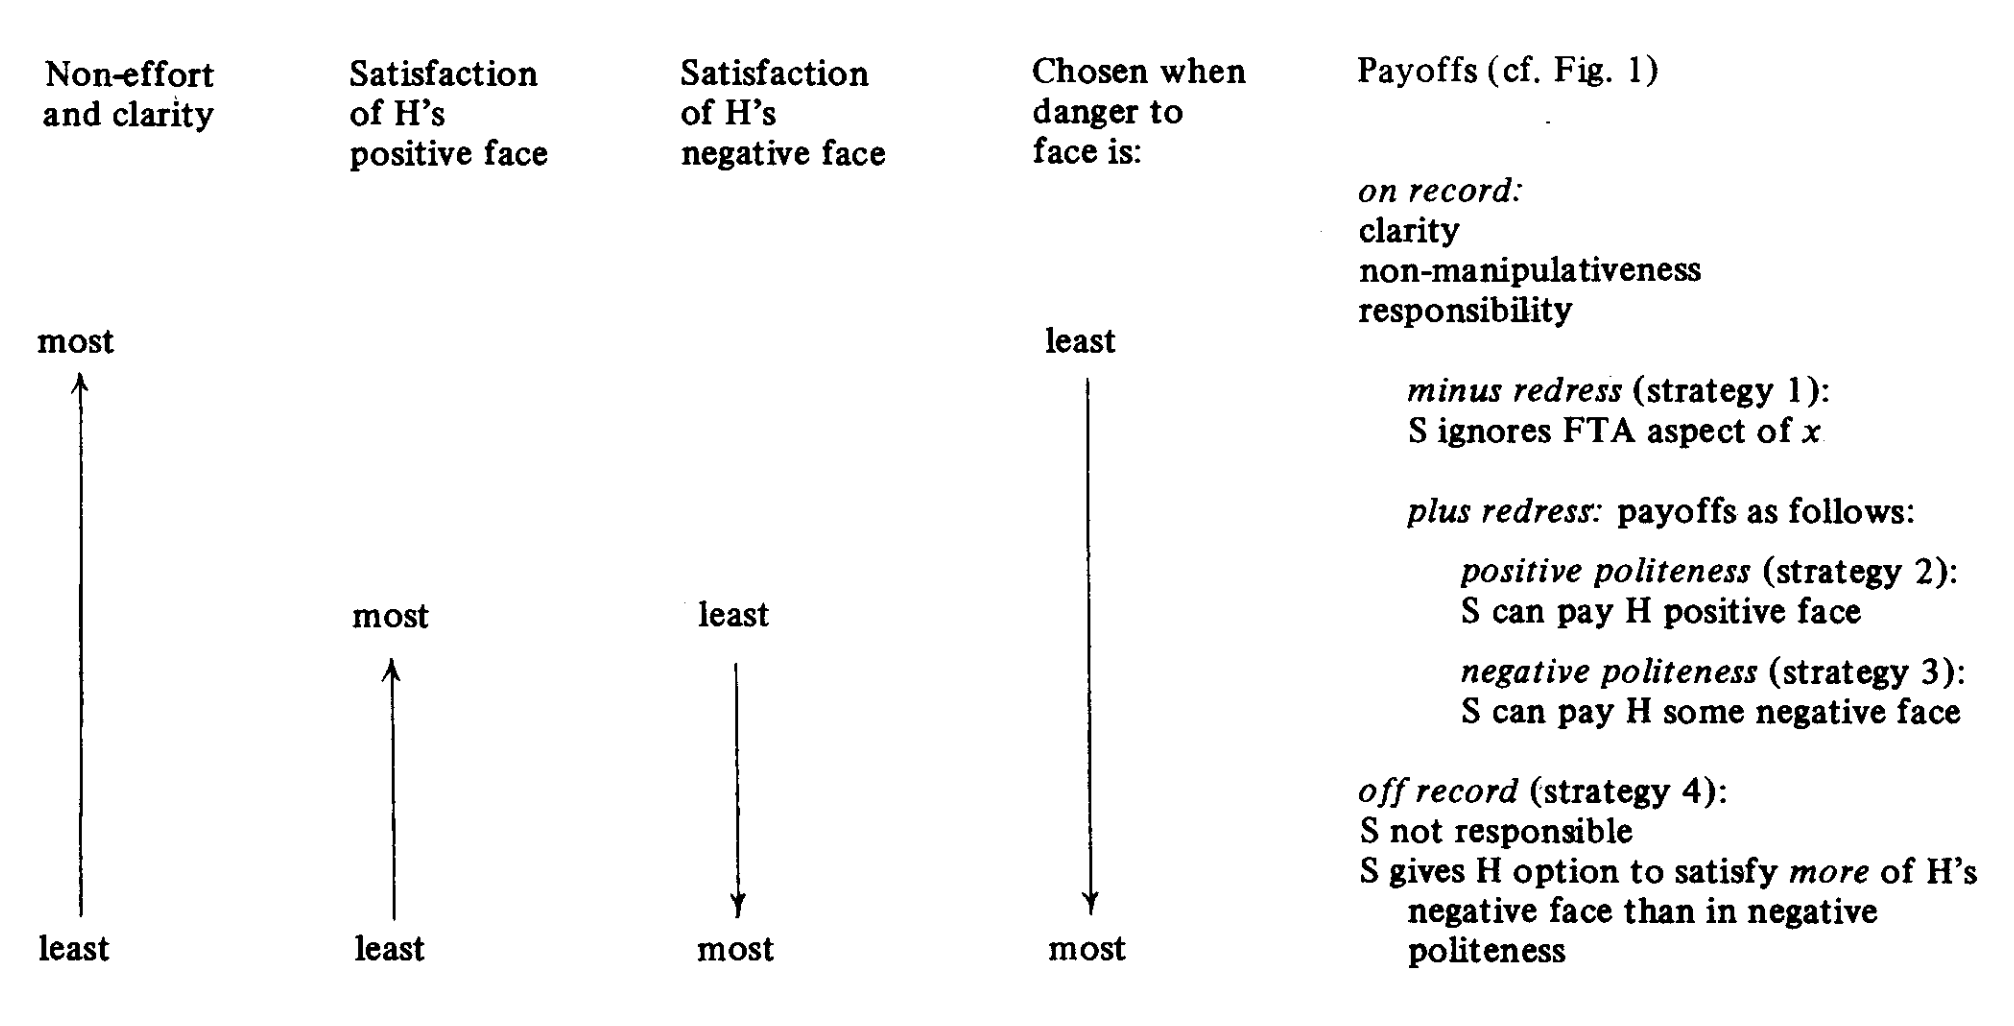 Non-effort
and clarity
Satisfaction
of H's
positive face
Satisfaction
of H's
negative face
Chosen when
danger to
face is:
Payoffs (cf. Fig. 1)
on record:
clarity
non-manipulativeness
responsibility
most
least
minus redress (strategy 1):
S ignores FTA aspect of x
plus redress: payoffs as follows:
positive politeness (strategy 2):
S can pay H positive face
most
least
negative politeness (strategy 3):
S can pay H some negative face
off record (strategy 4):
S not responsible
S gives H option to satisfy more of H's
negative face than in negative
politeness
least
least
most
most